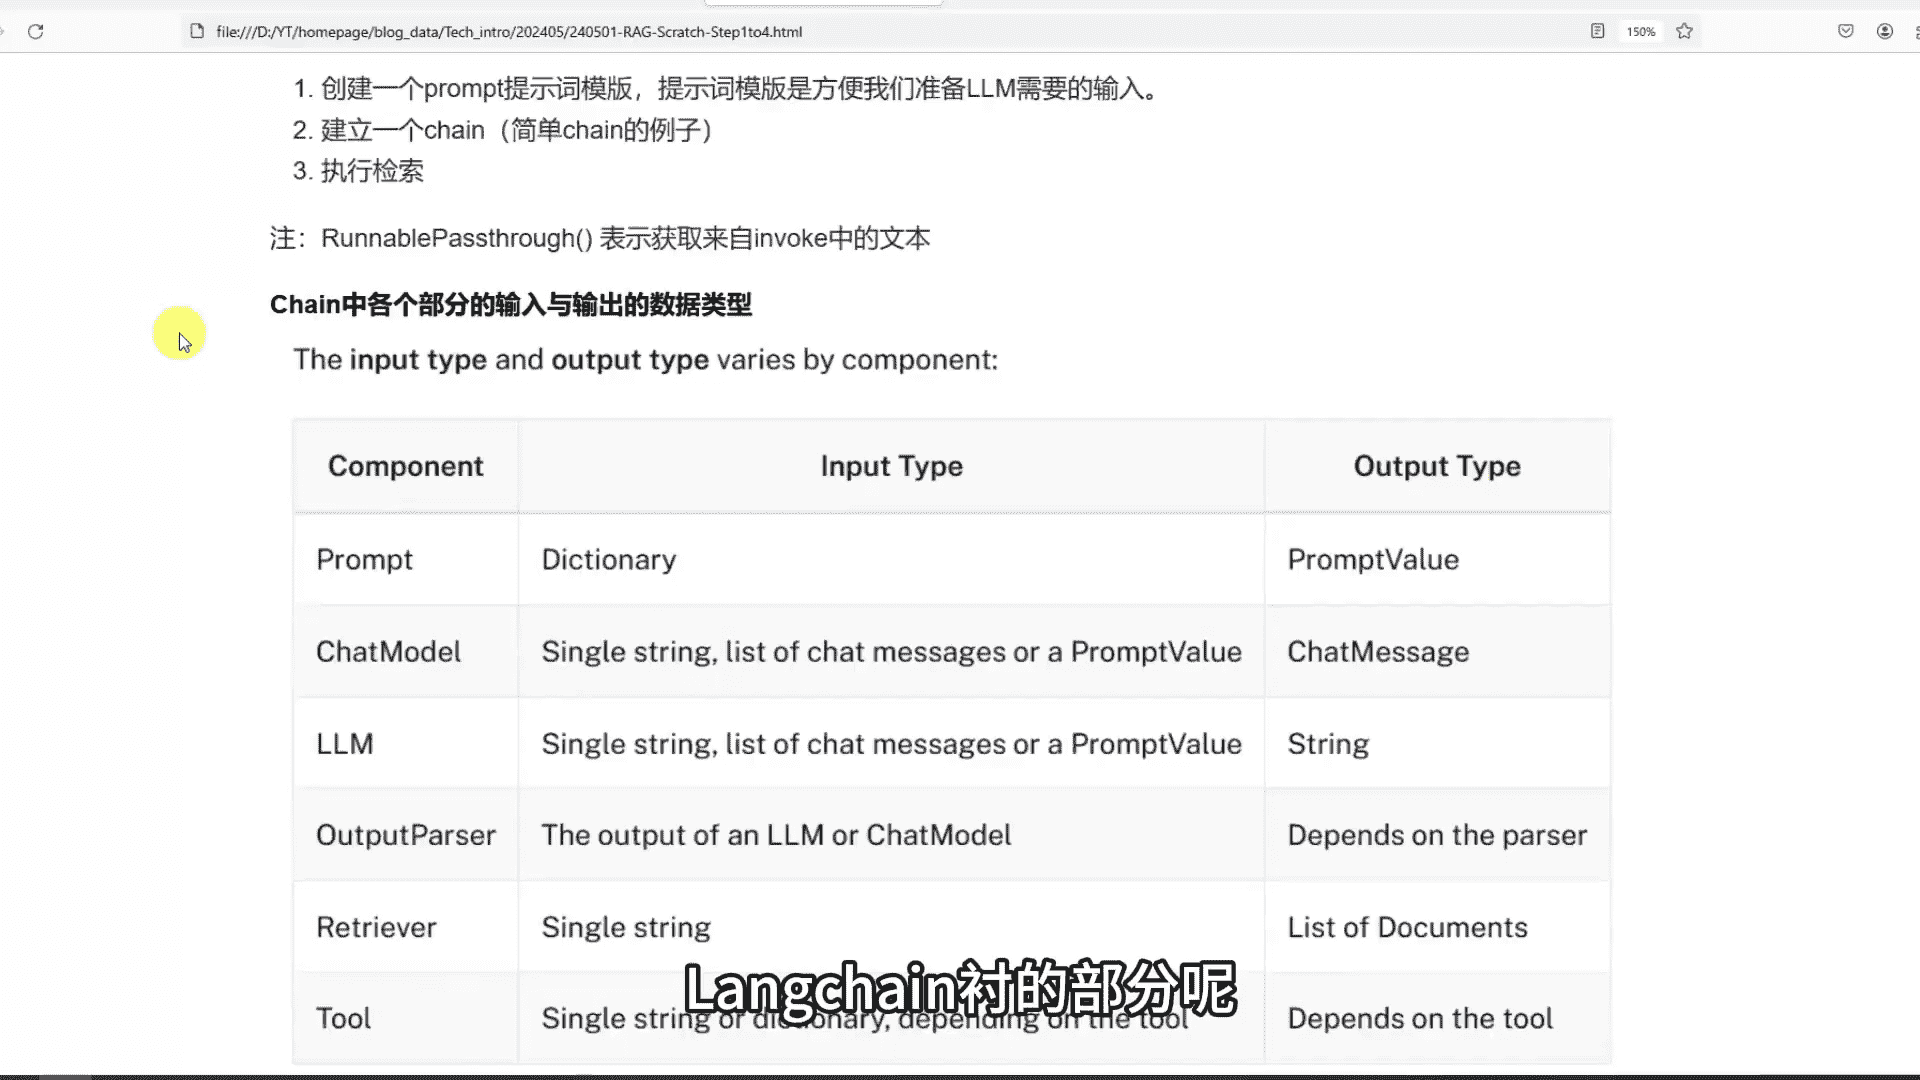 file:///D:/YT/homepage/blog_data/Tech_intro/202405/240501-RAG-Scratch-Step1to4.html
150%
1. 创建一个prompt提示词模版，提示词模版是方便我们准备LLM需要的输入。
2. 建立一个chain（简单chain的例子）
3. 执行检索
注：RunnablePassthrough() 表示获取来自invoke中的文本
Chain中各个部分的输入与输出的数据类型
The input type and output type varies by component:
Component Input Type Output Type
Prompt Dictionary PromptValue
ChatModel Single string, list of chat messages or a PromptValue ChatMessage
LLM Single string, list of chat messages or a PromptValue String
OutputParser The output of an LLM or ChatModel Depends on the parser
Retriever Single string List of Documents
Langchain衬的部分呢
Tool Single string or dictionary, depending on the tool Depends on the tool